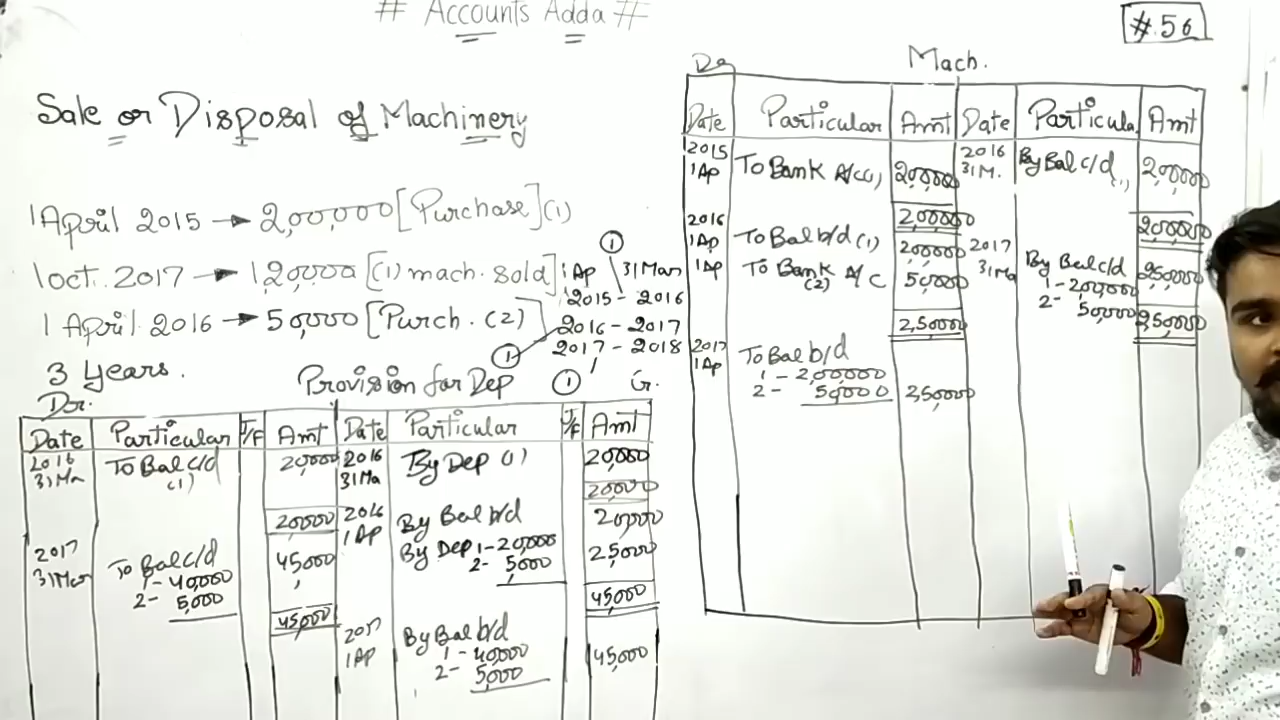 # Accounts Adda #
# 56
Sale or Disposal of Machinery
1 April 2015 → 2,00,000 [Purchase] (1)
1 oct. 2017 → 1,20,000 [(1) mach. sold]
1 April 2016 → 50,000 [Purch. (2)]
3 years.
①
1 Ap 31 Mar
2015 - 2016
2016 - 2017
① 2017 - 2018
①
Provision for Dep
Dr. Cr.
Date Particular J/F Amt Date Particular J/F Amt
2016 To Bal c/d 20,000 2016 By Dep (1) 20,000
31 Ma (1) 31 Ma
20,000
20,000 2016 By Bal b/d 20,000
1 Ap
2017 To Bal c/d 45,000 By Dep 1 - 20,000 25,000
31 Mar 1 - 40,000 2 - 5,000
2 - 5,000 45,000
45,000
2017 By Bal b/d
1 Ap 1 - 40,000 45,000
2 - 5,000
Mach.
Date Particular Amt Date Particula Amt
2015 To Bank A/c (1) 2,00,000 2016 By Bal c/d (1) 2,00,000
1 Ap 31 M.
2,00,000 2,00,000
2016 To Bal b/d (1) 2,00,000 2017 By Bal c/d 2,50,000
1 Ap 31 Ma 1 - 2,00,000
1 Ap To Bank A/C (2) 50,000 2 - 50,000
2,50,000 2,50,000
2017 To Bal b/d
1 Ap 1 - 2,00,000
2 - 50,000 2,50,000